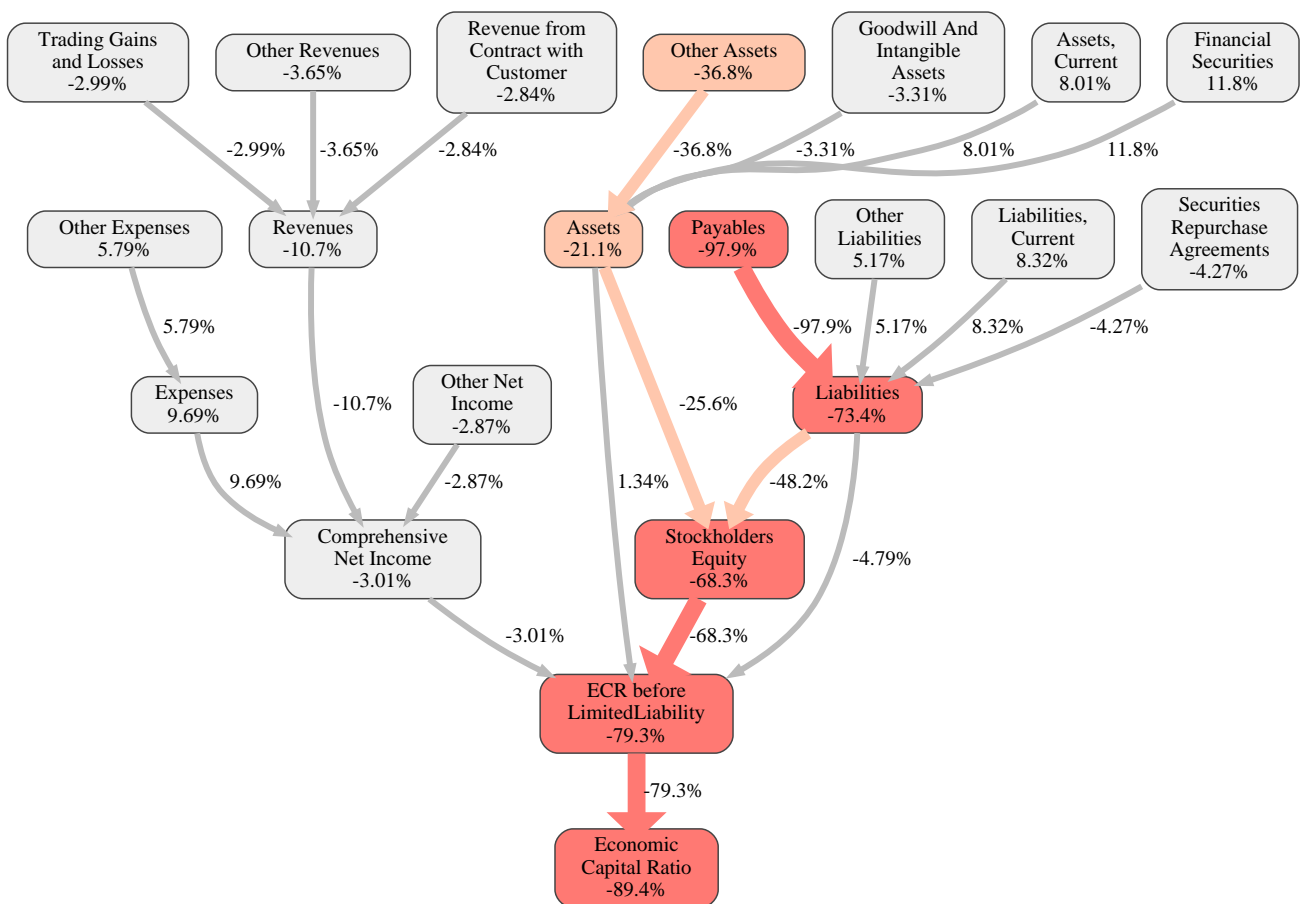 Trading Gains
and Losses
-2.99%
Other Revenues
-3.65%
Revenue from
Contract with
Customer
-2.84%
Other Assets
-36.8%
Goodwill And
Intangible
Assets
-3.31%
Assets,
Current
8.01%
Financial
Securities
11.8%
-2.99%
-3.65%
-2.84%
-36.8%
-3.31%
8.01%
11.8%
Other Expenses
5.79%
Revenues
-10.7%
Assets
-21.1%
Payables
-97.9%
Other
Liabilities
5.17%
Liabilities,
Current
8.32%
Securities
Repurchase
Agreements
-4.27%
5.79%
-97.9%
5.17%
8.32%
-4.27%
Expenses
9.69%
-10.7%
Other Net
Income
-2.87%
-25.6%
Liabilities
-73.4%
9.69%
-2.87%
1.34%
-48.2%
Comprehensive
Net Income
-3.01%
Stockholders
Equity
-68.3%
-4.79%
-3.01%
-68.3%
ECR before
LimitedLiability
-79.3%
-79.3%
Economic
Capital Ratio
-89.4%